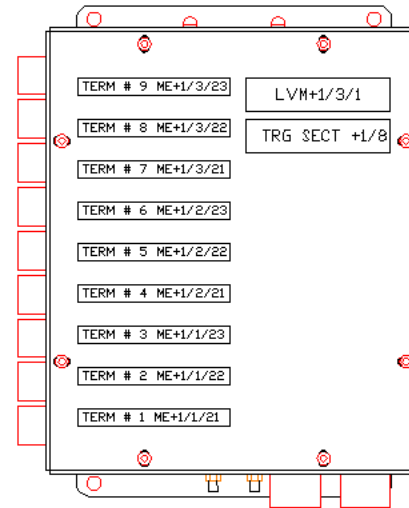 TERM # 9 ME+1/3/23
LVM+1/3/1
TERM # 8 ME+1/3/22
TRG SECT +1/8
TERM # 7 ME+1/3/21
TERM # 6 ME+1/2/23
TERM # 5 ME+1/2/22
TERM # 4 ME+1/2/21
TERM # 3 ME+1/1/23
TERM # 2 ME+1/1/22
TERM # 1 ME+1/1/21